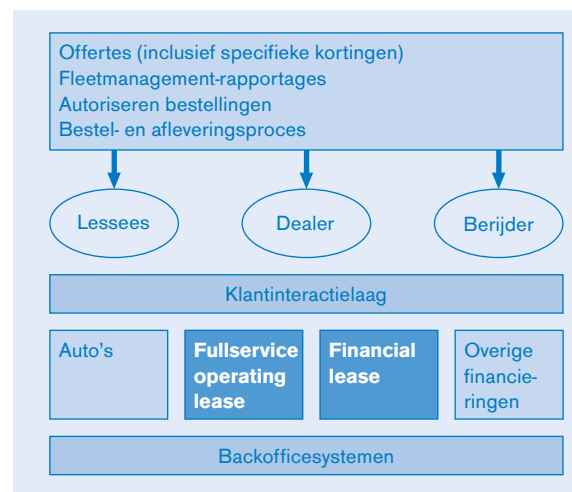 Offertes (inclusief specifieke kortingen)
Fleetmanagement-rapportages
Autoriseren bestellingen
Bestel- en afleveringsproces
Lessees
Dealer
Berijder
Klantinteractielaag
Auto's
Fullservice
operating
lease
Financial
lease
Overige
financie-
ringen
Backofficesystemen